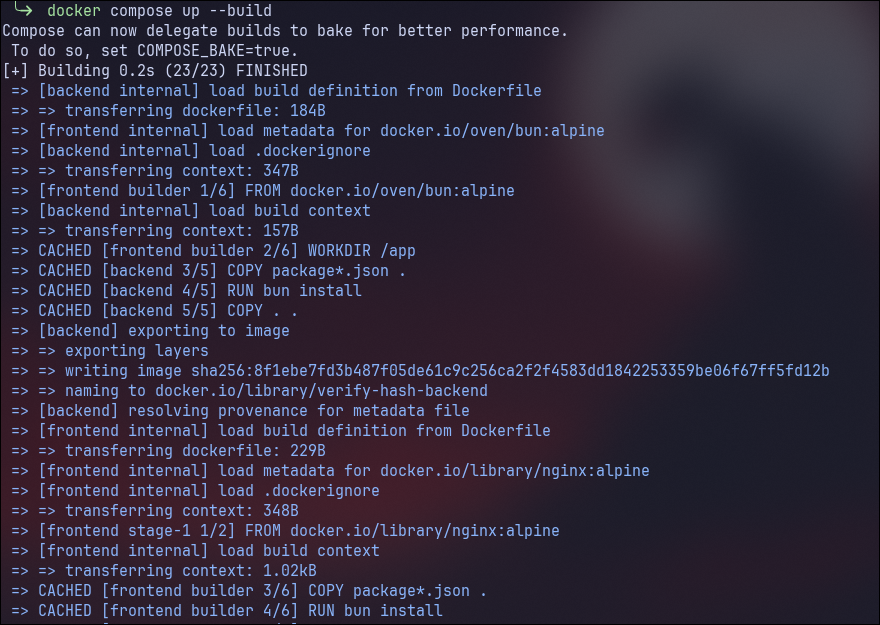 docker compose up --build
Compose can now delegate builds to bake for better performance.
To do so, set COMPOSE_BAKE=true.
[+] Building 0.2s (23/23) FINISHED
=> [backend internal] load build definition from Dockerfile
=> => transferring dockerfile: 184B
=> [frontend internal] load metadata for docker.io/oven/bun:alpine
=> [backend internal] load .dockerignore
=> => transferring context: 347B
=> [frontend builder 1/6] FROM docker.io/oven/bun:alpine
=> [backend internal] load build context
=> => transferring context: 157B
=> CACHED [frontend builder 2/6] WORKDIR /app
=> CACHED [backend 3/5] COPY package*.json .
=> CACHED [backend 4/5] RUN bun install
=> CACHED [backend 5/5] COPY . .
=> [backend] exporting to image
=> => exporting layers
=> => writing image sha256:8f1ebe7fd3b487f05de61c9c256ca2f2f4583dd1842253359be06f67ff5fd12b
=> => naming to docker.io/library/verify-hash-backend
=> [backend] resolving provenance for metadata file
=> [frontend internal] load build definition from Dockerfile
=> => transferring dockerfile: 229B
=> [frontend internal] load metadata for docker.io/library/nginx:alpine
=> [frontend internal] load .dockerignore
=> => transferring context: 348B
=> [frontend stage-1 1/2] FROM docker.io/library/nginx:alpine
=> [frontend internal] load build context
=> => transferring context: 1.02kB
=> CACHED [frontend builder 3/6] COPY package*.json .
=> CACHED [frontend builder 4/6] RUN bun install